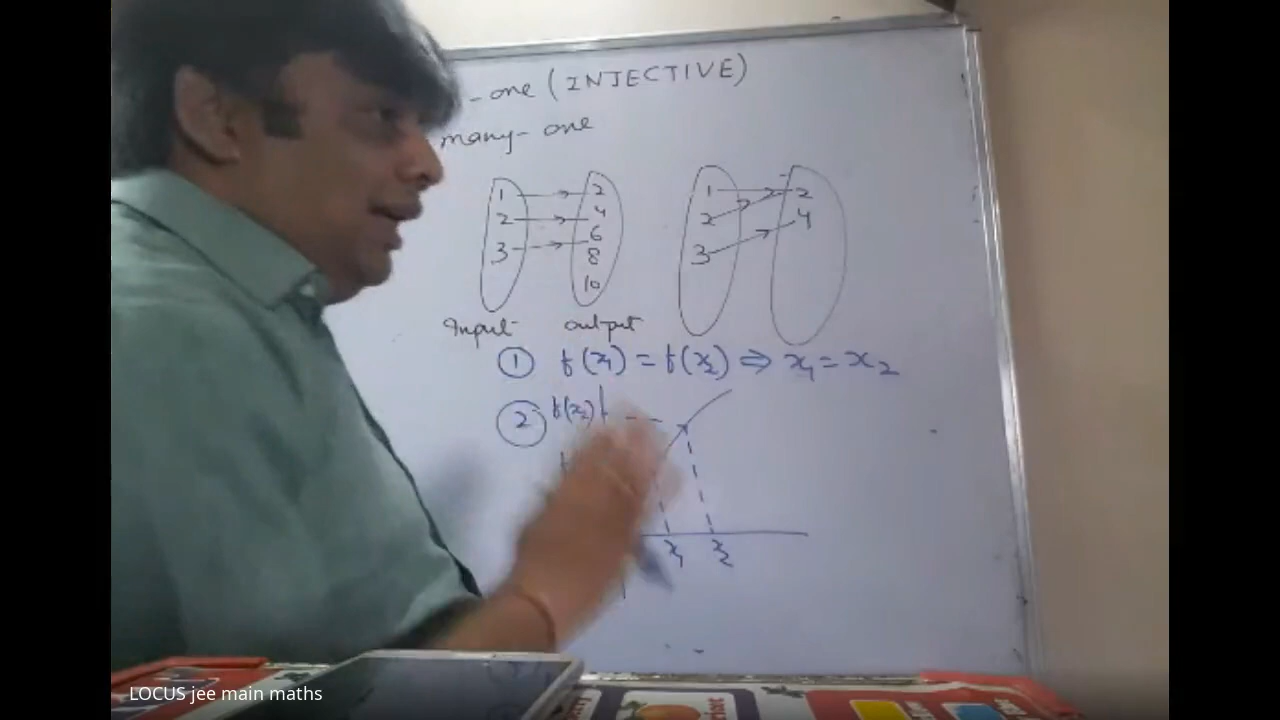 -one (INJECTIVE)
many-one
1 2 1 2
2 4 2 4
3 6 3
8
10
Input output
① f(x₁) = f(x₂) ⇒ x₁ = x₂
② f(x₂)
x₁ x₂
LOCUS jee main maths